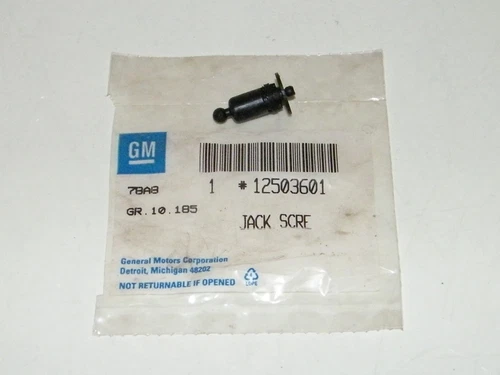 GM
78A8
1 *12503601
GR.10.185
JACK SCRE
General Motors Corporation
Detroit, Michigan 48202
NOT RETURNABLE IF OPENED
LDPE